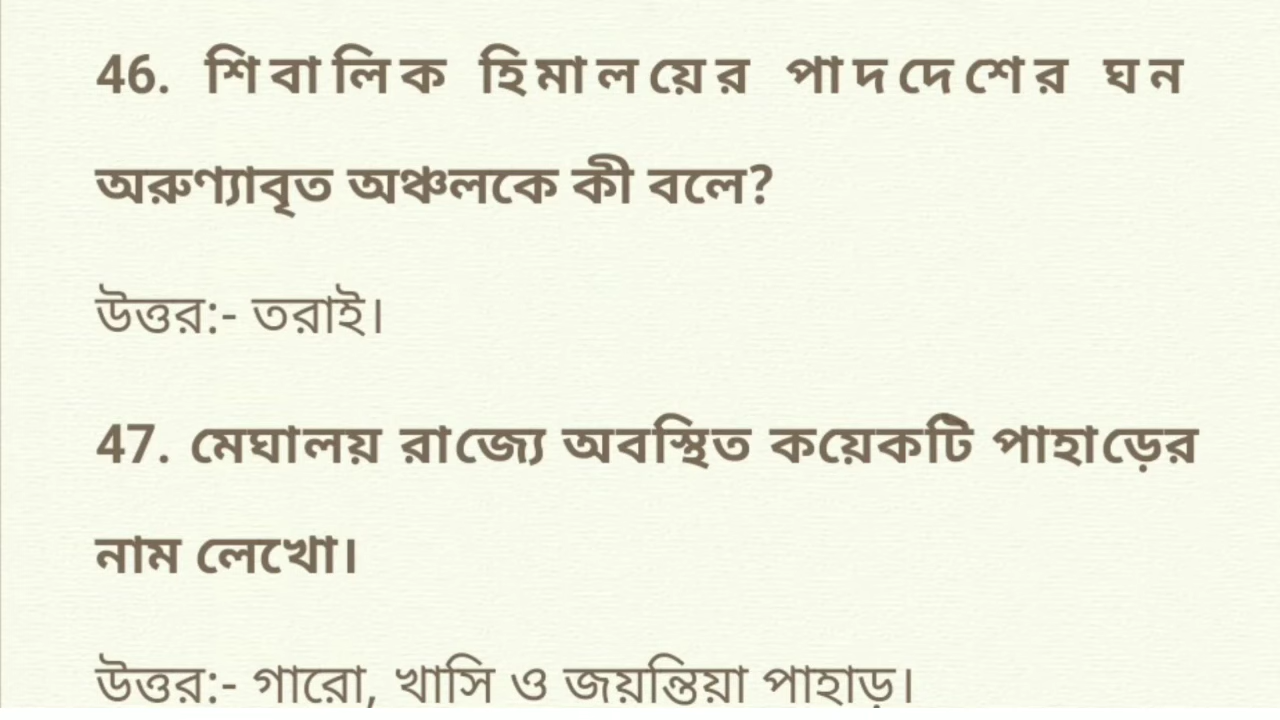 46. শিবালিক হিমালয়ের পাদদেশের ঘন
অরুণ্যাবৃত অঞ্চলকে কী বলে?
উত্তর:- তরাই।
47. মেঘালয় রাজ্যে অবস্থিত কয়েকটি পাহাড়ের
নাম লেখো।
উত্তর:- গারো, খাসি ও জয়ন্তিয়া পাহাড়।